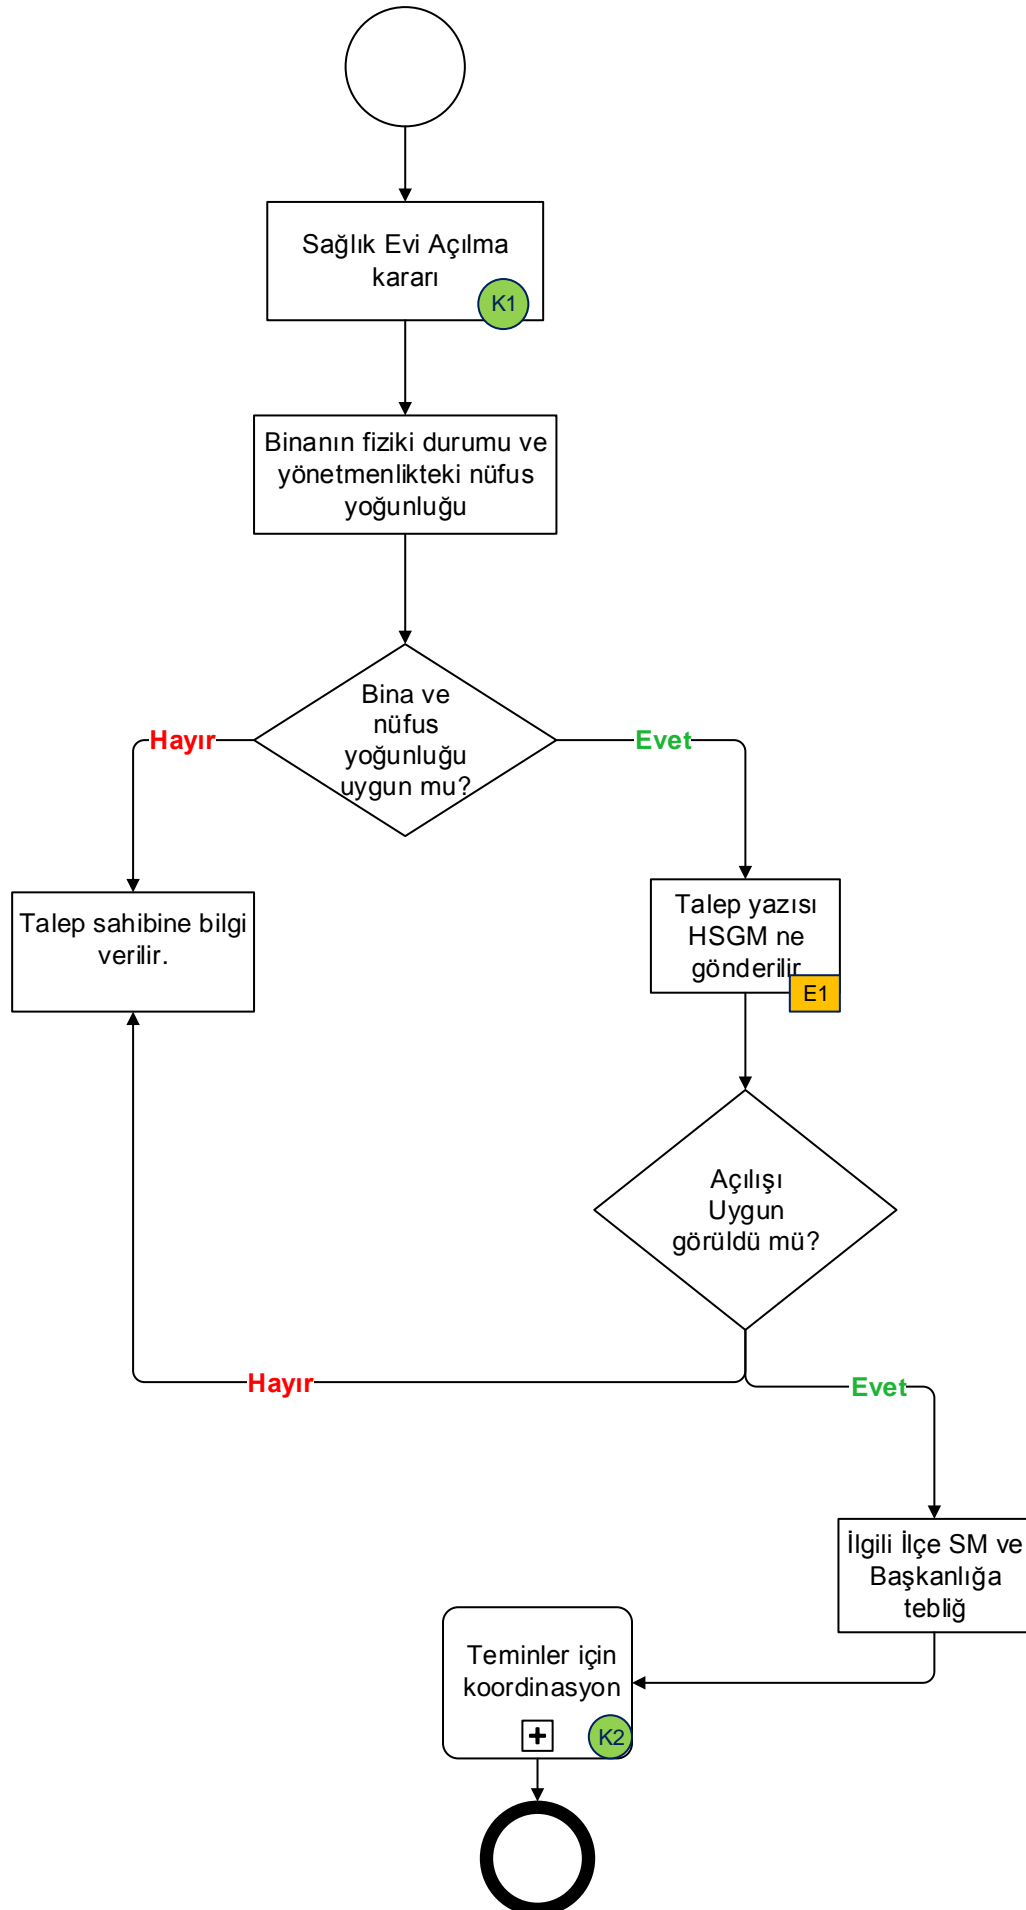 Sağlık Evi Açılma
kararı
K1
Binanın fiziki durumu ve
yönetmenlikteki nüfus
yoğunluğu
Bina ve
nüfus
yoğunluğu
uygun mu?
Hayır
Evet
Talep sahibine bilgi
verilir.
Talep yazısı
HSGM ne
gönderilir
E1
Açılışı
Uygun
görüldü mü?
Hayır
Evet
İlgili İlçe SM ve
Başkanlığa
tebliğ
Teminler için
koordinasyon
K2